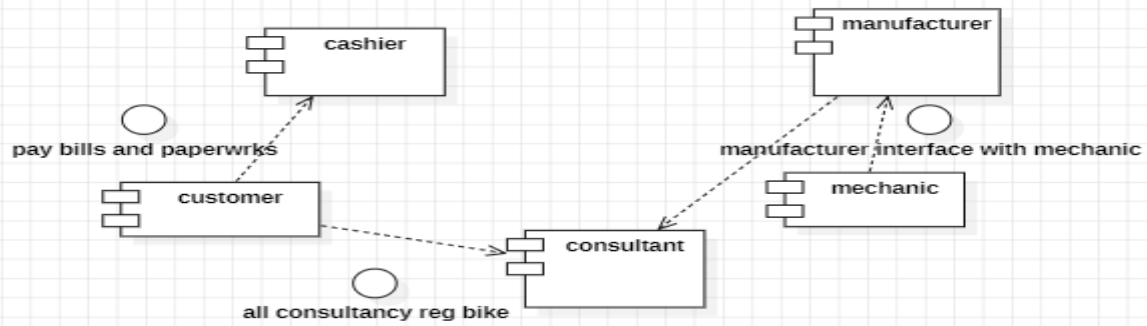 manufacturer
cashier
pay bills and paperwrks
manufacturer interface with mechanic
customer
mechanic
consultant
all consultancy reg bike